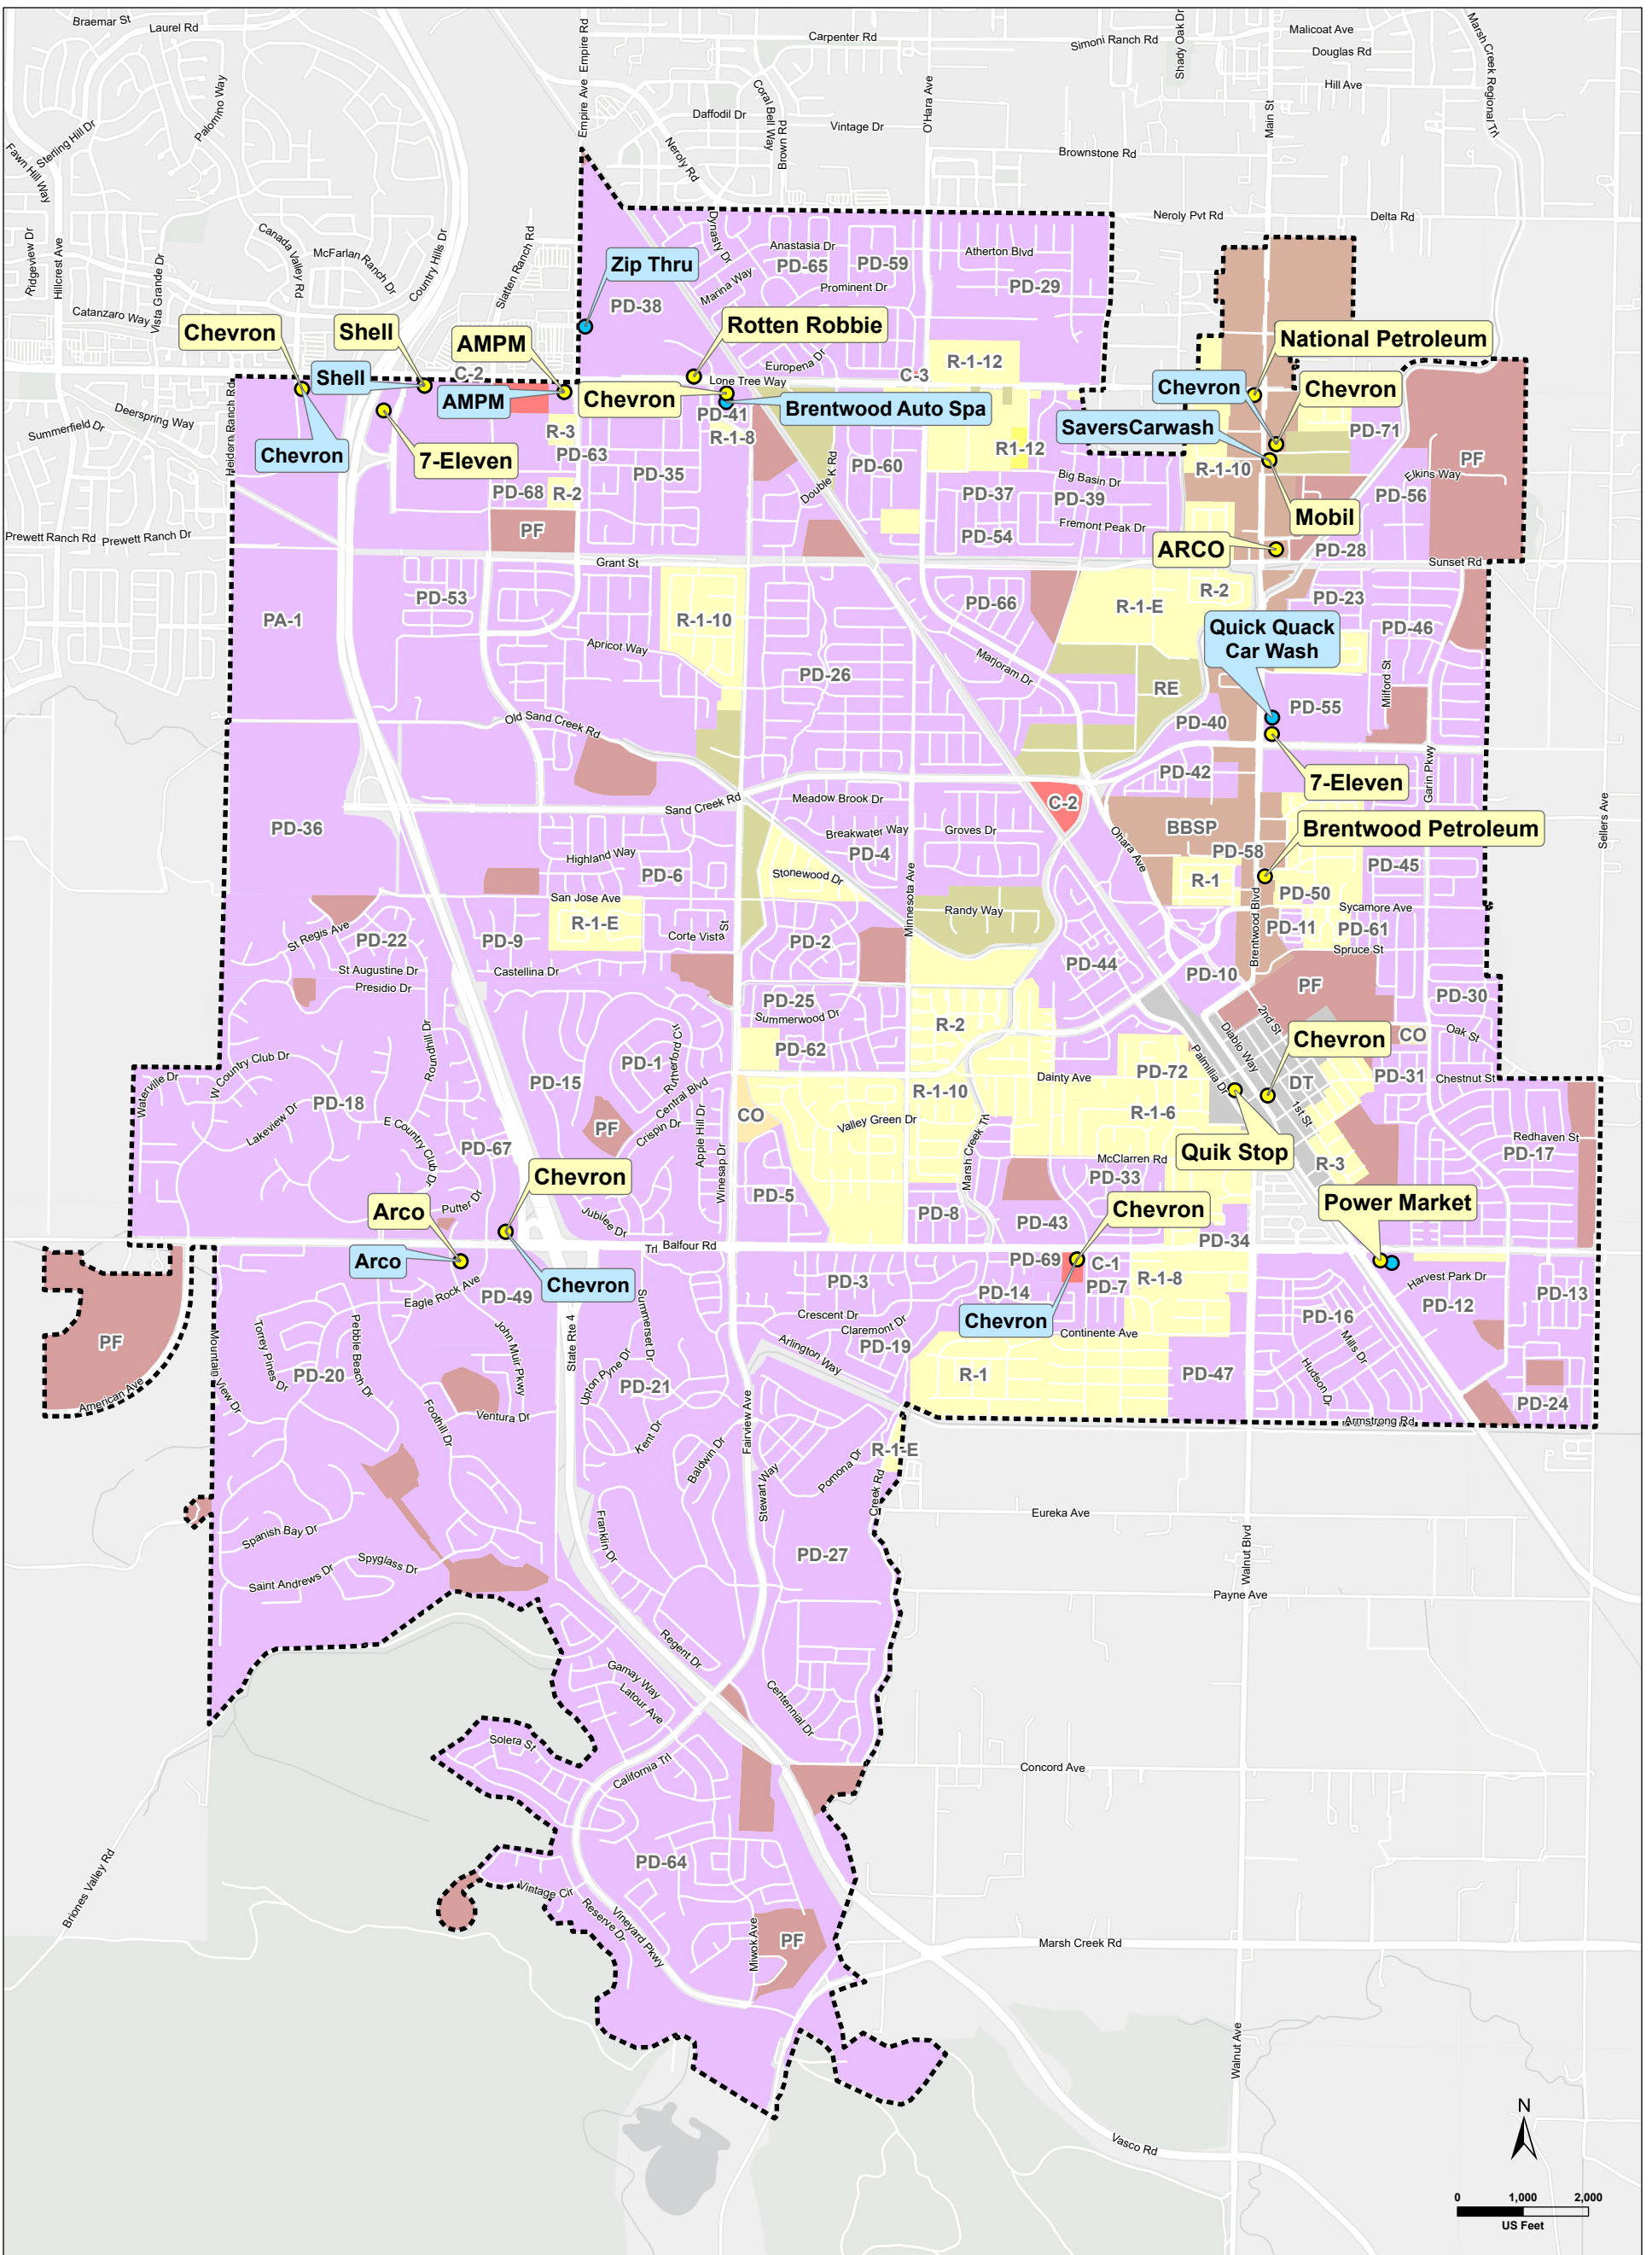 Braemar St
Laurel Rd
Empire Rd
Carpenter Rd
Simoni Ranch Rd
Shady Oak Dr
Malicoat Ave
Douglas Rd
Hill Ave
Marsh Creek Regional Trl
Palomino Way
Sterling Hill Dr
Fawn Hill Way
Empire Ave
Daffodil Dr
Coral Bell Way
Brown Rd
Vintage Dr
O'Hara Ave
Main St
Brownstone Rd
Neroly Rd
Ridgeview Dr
Hillcrest Ave
Vista Grande Dr
Catanzaro Way
Canada Valley Rd
McFarlan Ranch Dr
Country Hills Dr
Slatten Ranch Rd
Neroly Pvt Rd
Delta Rd
Dynasty Dr
Anastasia Dr
PD-65
PD-59
Atherton Blvd
Marina Way
Prominent Dr
PD-29
Zip Thru
PD-38
Chevron
Shell
AMPM
Rotten Robbie
National Petroleum
Europena Dr
R-1-12
C-3
C-2
Lone Tree Way
Shell
AMPM
Chevron
Brentwood Auto Spa
Chevron
Chevron
Heidorn Ranch Rd
Deerspring Way
Summerfield Dr
Chevron
7-Eleven
PD-41
R-1-8
R-3
PD-63
PD-35
PD-60
R1-12
SaversCarwash
PD-71
R-1-10
PF
Elkins Way
PD-56
PD-68
R-2
Double K Rd
PD-37
Big Basin Dr
PD-39
Mobil
PF
PD-54
Fremont Peak Dr
ARCO
PD-28
Prewett Ranch Rd
Prewett Ranch Dr
Grant St
Sunset Rd
PD-53
PA-1
R-1-10
Apricot Way
PD-66
R-1-E
R-2
PD-23
PD-46
Quick Quack
Car Wash
Marjoram Dr
PD-26
RE
Milford St
Old Sand Creek Rd
PD-40
PD-55
PD-42
7-Eleven
Garin Pkwy
Sellers Ave
Sand Creek Rd
Meadow Brook Dr
C-2
PD-36
Breakwater Way
Groves Dr
Ohara Ave
BBSP
Brentwood Petroleum
PD-58
Highland Way
PD-4
PD-6
Stonewood Dr
R-1
PD-45
PD-50
San Jose Ave
Randy Way
Sycamore Ave
R-1-E
Minnesota Ave
Brentwood Blvd
PD-11
PD-61
St Regis Ave
PD-22
PD-9
Corte Vista
St
PD-2
Spruce St
PD-44
PD-10
St Augustine Dr
Castellina Dr
Presidio Dr
PF
PD-25
Summerwood Dr
R-2
PD-30
2nd St
Diablo Way
Oak St
CO
Chevron
Roundhill Dr
PD-1
Rutherford Cir
PD-62
W Country Club Dr
Waterville Dr
PD-15
Central Blvd
Dainty Ave
PD-72
Palmilla Dr
DT
PD-31
Chestnut St
PD-18
Lakeview Dr
PF
Crispin Dr
CO
R-1-10
R-1-6
1st St
Valley Green Dr
E Country Club Dr
PD-67
Apple Hill Dr
Marsh Creek Trl
Redhaven St
PD-17
McClarren Rd
Quik Stop
R-3
Winesap Dr
PD-5
PD-33
Chevron
Putter Dr
Arco
Jubilee Dr
PD-8
PD-43
Chevron
Power Market
Arco
Trl
Balfour Rd
PD-34
PD-69
C-1
PD-7
R-1-8
Chevron
Eagle Rock Ave
PD-49
PD-3
PD-14
Harvest Park Dr
PD-12
PD-13
Crescent Dr
Claremont Dr
Chevron
Continente Ave
PD-16
Mills Dr
PF
American Ave
Mountain View Dr
Torrey Pines Dr
Pebble Beach Dr
PD-20
John Muir Pkwy
State Rte 4
Summerset Dr
Upton Pyne Dr
Arlington Way
PD-19
PD-21
R-1
PD-47
Hudson Dr
PD-24
Foothill Dr
Ventura Dr
Kent Dr
Fairview Ave
Armstrong Rd
Baldwin Dr
Stewart Way
Pomona Dr
R-1-E
Creek Rd
Franklin Dr
Eureka Ave
Spanish Bay Dr
PD-27
Spyglass Dr
Saint Andrews Dr
Walnut Blvd
Payne Ave
Regent Dr
Gamay Way
Latour Ave
Centennial Dr
Solera St
California Trl
Concord Ave
PD-64
Briones Valley Rd
Vintage Cir
Reserve Dr
Vineyard Pkwy
Miwok Ave
PF
Marsh Creek Rd
Walnut Ave
Vasco Rd
N
0
1,000
2,000
US Feet